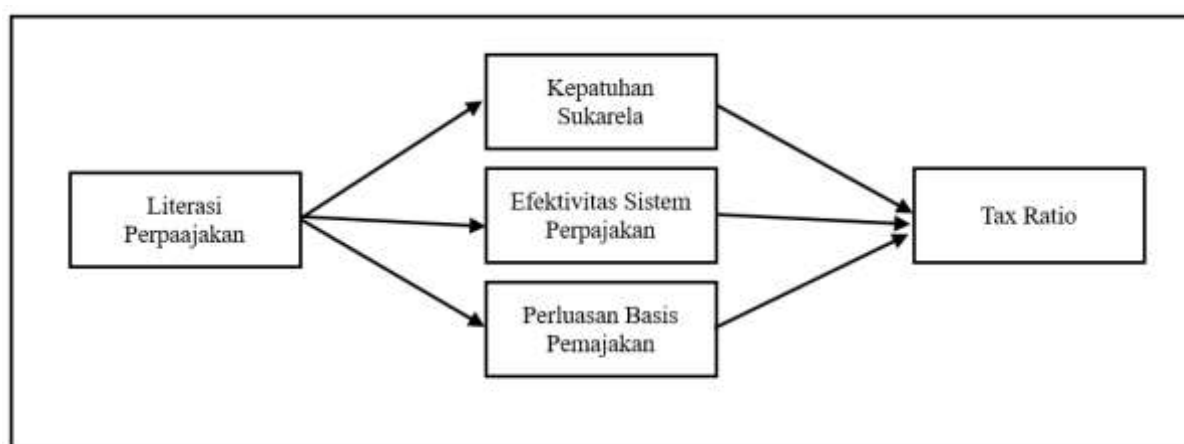 Literasi
Perpaajakan
Kepatuhan
Sukarela
Efektivitas Sistem
Perpajakan
Perluasan Basis
Pemajakan
Tax Ratio